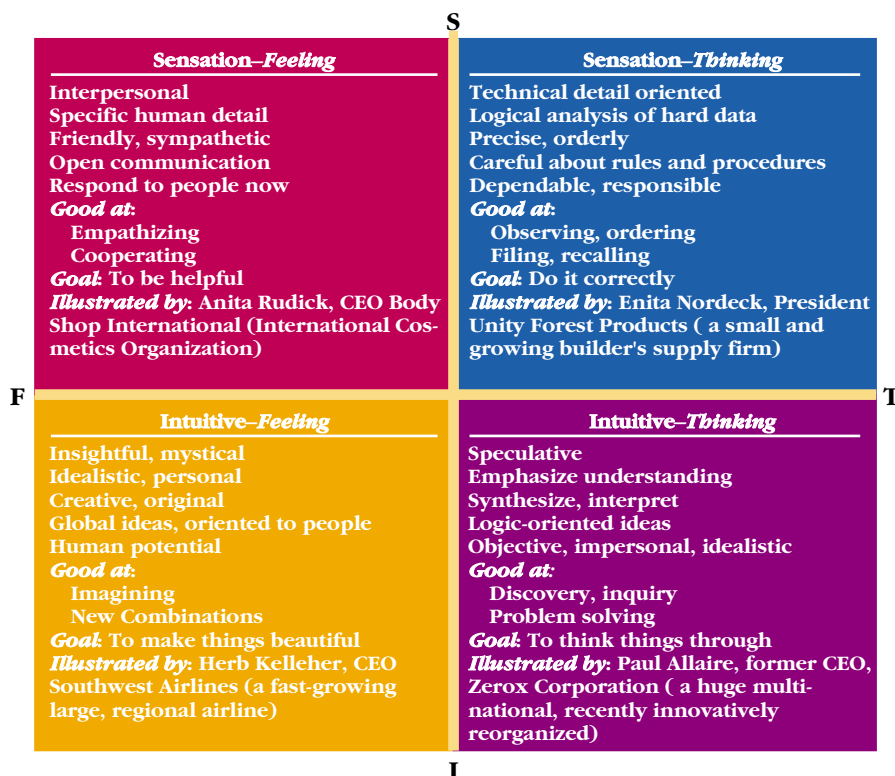 S
Sensation–Feeling
Interpersonal
Specific human detail
Friendly, sympathetic
Open communication
Respond to people now
Good at:
Empathizing
Cooperating
Goal: To be helpful
Illustrated by: Anita Rudick, CEO Body
Shop International (International Cos-
metics Organization)
Sensation–Thinking
Technical detail oriented
Logical analysis of hard data
Precise, orderly
Careful about rules and procedures
Dependable, responsible
Good at:
Observing, ordering
Filing, recalling
Goal: Do it correctly
Illustrated by: Enita Nordeck, President
Unity Forest Products ( a small and
growing builder's supply firm)
F
T
Intuitive–Feeling
Insightful, mystical
Idealistic, personal
Creative, original
Global ideas, oriented to people
Human potential
Good at:
Imagining
New Combinations
Goal: To make things beautiful
Illustrated by: Herb Kelleher, CEO
Southwest Airlines (a fast-growing
large, regional airline)
Intuitive–Thinking
Speculative
Emphasize understanding
Synthesize, interpret
Logic-oriented ideas
Objective, impersonal, idealistic
Good at:
Discovery, inquiry
Problem solving
Goal: To think things through
Illustrated by: Paul Allaire, former CEO,
Zerox Corporation ( a huge multi-
national, recently innovatively
reorganized)
I